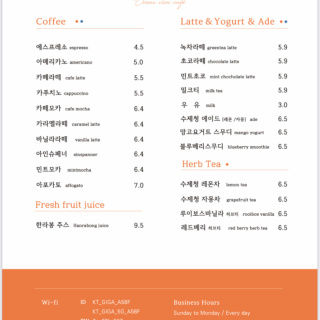 Coffee
에스프레소 espresso 4.5
아메리카노 americano 5.0
카페라떼 cafe latte 5.5
카푸치노 cappuccino 5.5
카페모카 cafe mocha 6.4
카라멜라떼 caramel latte 6.4
바닐라라떼 vanilla latte 6.4
아인슈페너 einspanner 6.4
민트모카 mintmocha 6.4
아포카토 affogato 7.0
Fresh fruit juice
한라봉 주스 Hanrabong juice 9.5
Latte & Yogurt & Ade
녹차라떼 greentea latte 5.9
초코라떼 chocolate latte 5.9
민트초코 mint chocholate latte 5.9
밀크티 milk tea 5.9
우 유 milk 3.0
수제청 에이드 (레몬 /자몽) ade 6.5
망고요거트 스무디 mango yogurt 6.5
블루베리스무디 blueberry smoothie 6.5
Herb Tea
수제청 레몬차 lemon tea 6.5
수제청 자몽차 grapefruit tea 6.5
루이보스바닐라 허브티 rooibos vanilla 6.5
레드베리 허브티 red berry herb tea 6.5
Wi-Fi
ID KT_GIGA_A58F
KT_GIGA_5G_A58F
Business Hours
Sunday to Monday / Every day